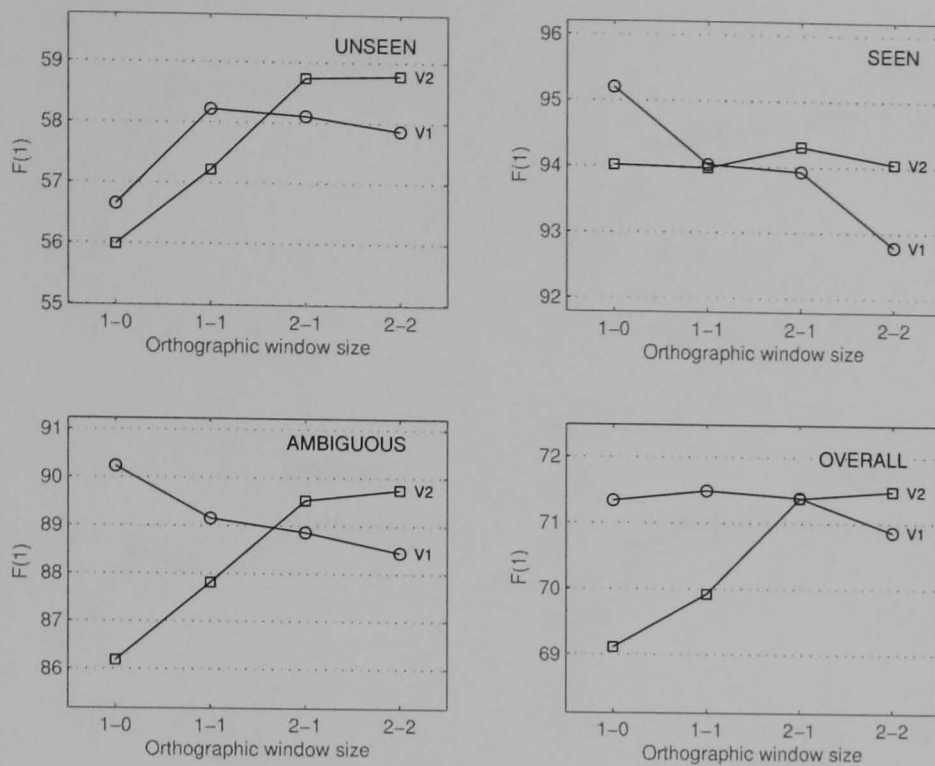 UNSEEN
59
58
57
56
55
F(1)
V2
V1
1–0
1–1
2–1
2–2
Orthographic window size
SEEN
96
95
94
93
92
F(1)
V2
V1
1–0
1–1
2–1
2–2
Orthographic window size
AMBIGUOUS
91
90
89
88
87
86
F(1)
V2
V1
1–0
1–1
2–1
2–2
Orthographic window size
OVERALL
72
71
70
69
F(1)
V2
V1
1–0
1–1
2–1
2–2
Orthographic window size